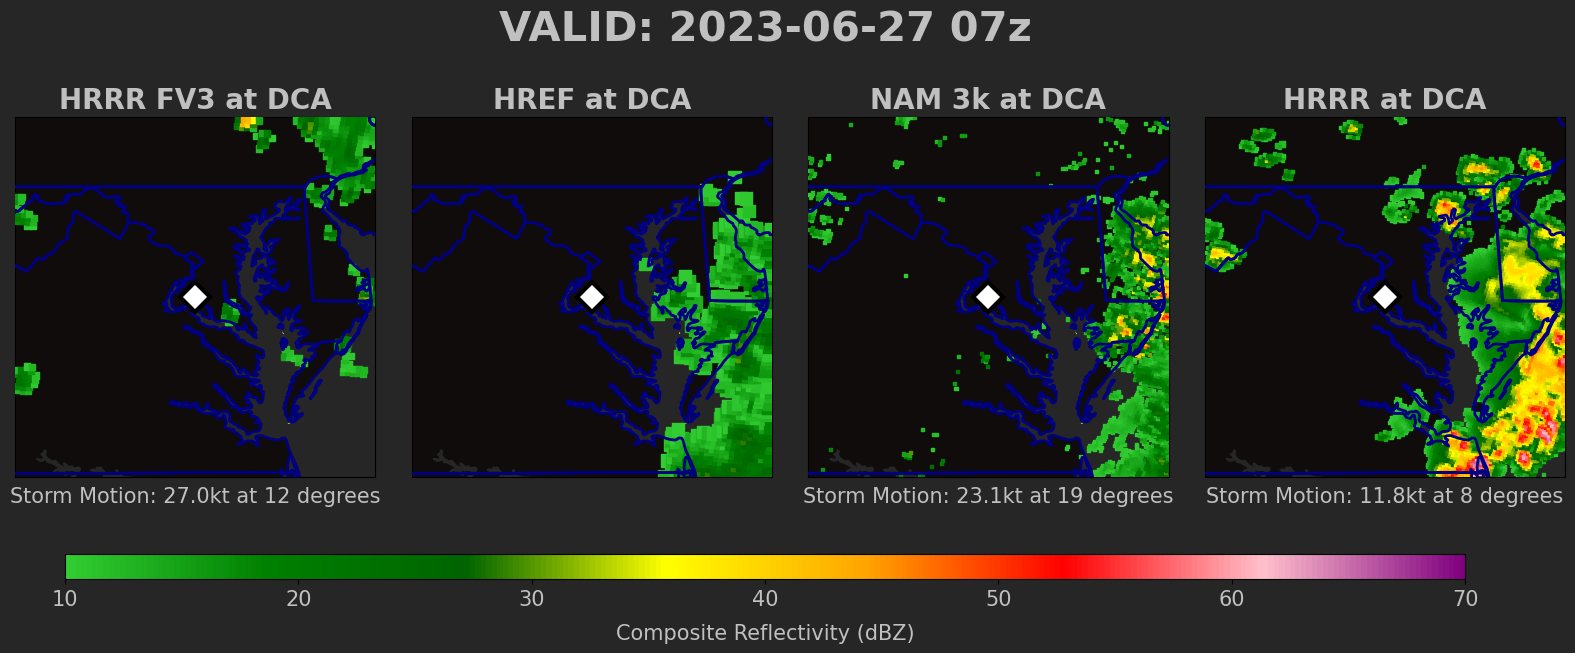 VALID: 2023-06-27 07z
HRRR FV3 at DCA
HREF at DCA
NAM 3k at DCA
HRRR at DCA
Storm Motion: 27.0kt at 12 degrees
Storm Motion: 23.1kt at 19 degrees
Storm Motion: 11.8kt at 8 degrees
10 20 30 40 50 60 70
Composite Reflectivity (dBZ)